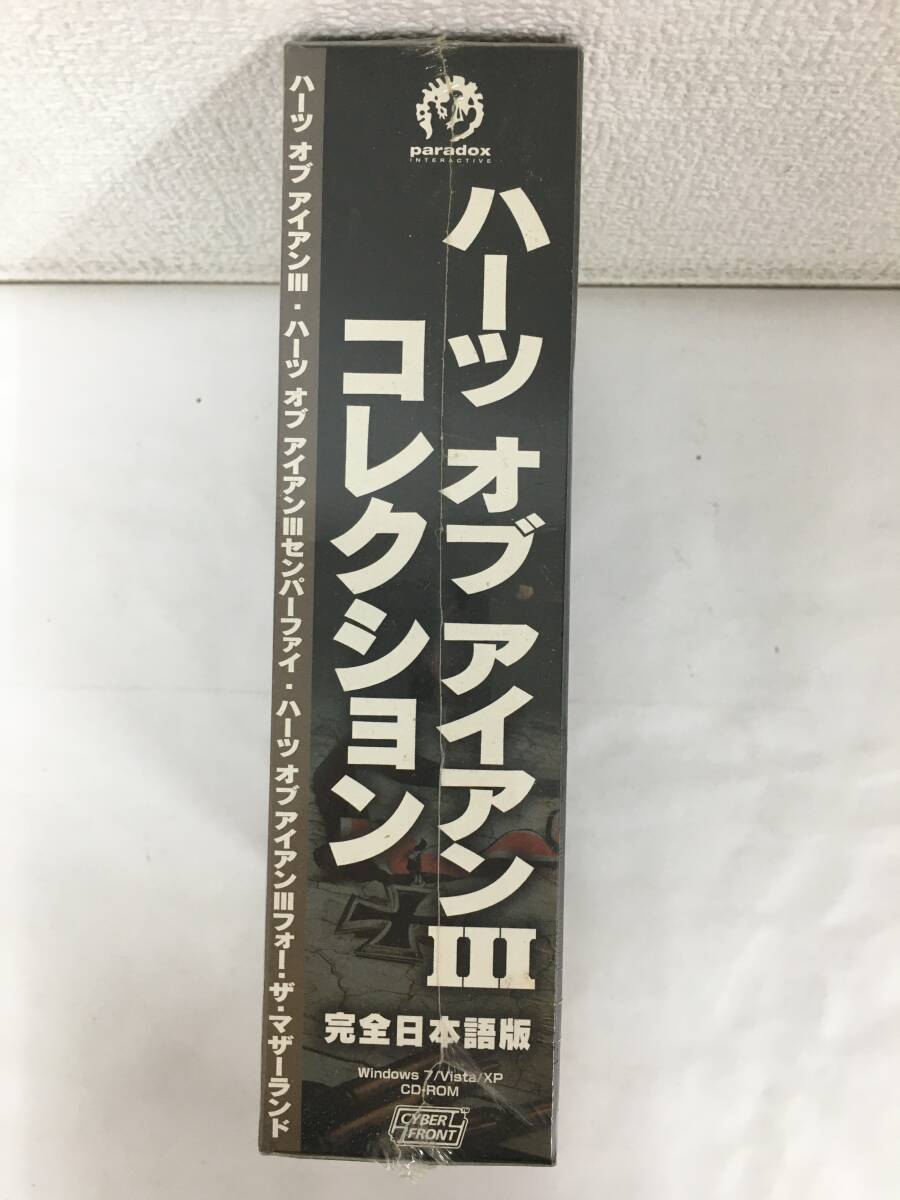 paradox
INTERACTIVE
ハーツ オブ アイアンIII
コレクション
完全日本語版
Windows 7/Vista/XP
CD-ROM
CYBER
FRONT
ハーツ オブ アイアンIII・ハーツ オブ アイアンIIIセンパーファイ・ハーツ オブ アイアンIIIフォー・ザ・マザーランド